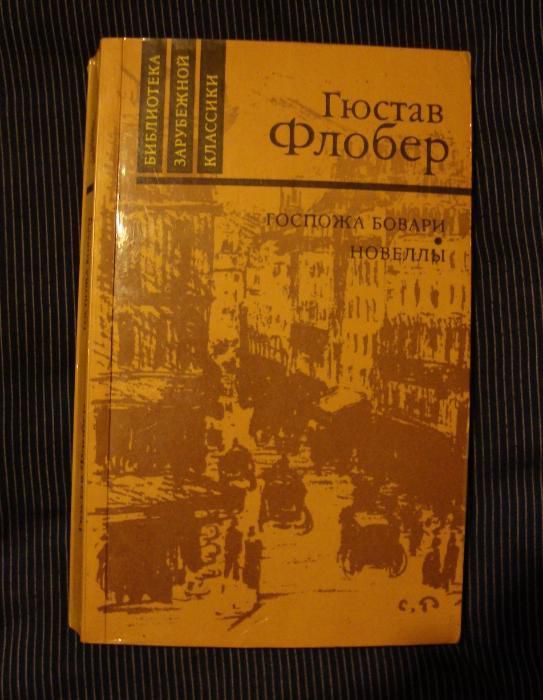 БИБЛИОТЕКА
ЗАРУБЕЖНОЙ
КЛАССИКИ
Гюстав
Флобер
ГОСПОЖА БОВАРИ
•
НОВЕЛЛЫ